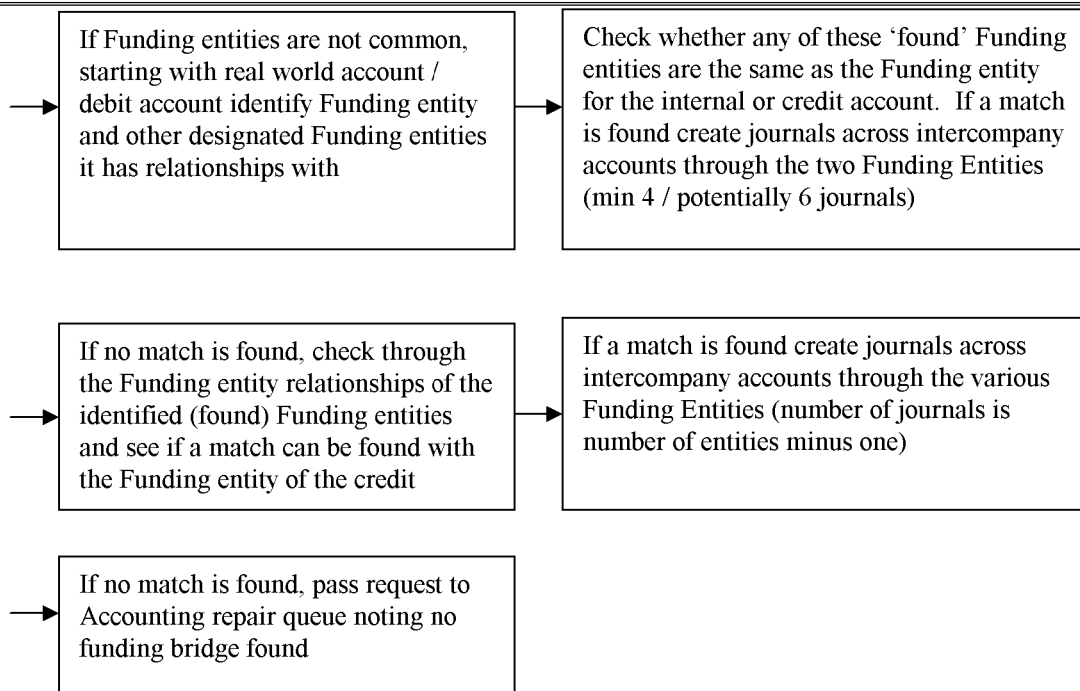 If Funding entities are not common,
starting with real world account /
debit account identify Funding entity
and other designated Funding entities
it has relationships with
Check whether any of these ‘found’ Funding
entities are the same as the Funding entity
for the internal or credit account.  If a match
is found create journals across intercompany
accounts through the two Funding Entities
(min 4 / potentially 6 journals)
If no match is found, check through
the Funding entity relationships of the
identified (found) Funding entities
and see if a match can be found with
the Funding entity of the credit
If a match is found create journals across
intercompany accounts through the various
Funding Entities (number of journals is
number of entities minus one)
If no match is found, pass request to
Accounting repair queue noting no
funding bridge found